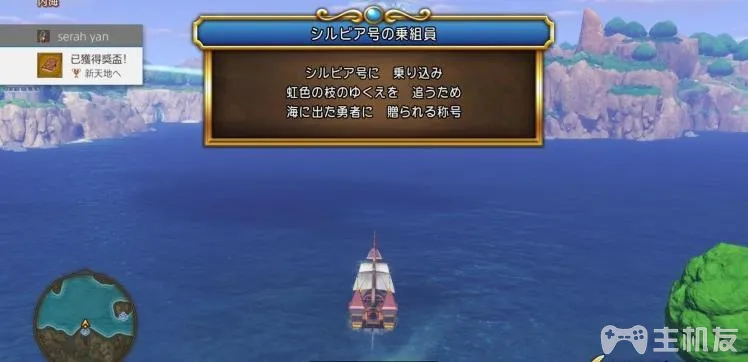 内海
serah yan
已獲得獎盃!
新天地へ
シルビア号の乗組員
シルビア号に 乗り込み
虹色の枝のゆくえを 追うため
海に出た勇者に 贈られる称号
主机友